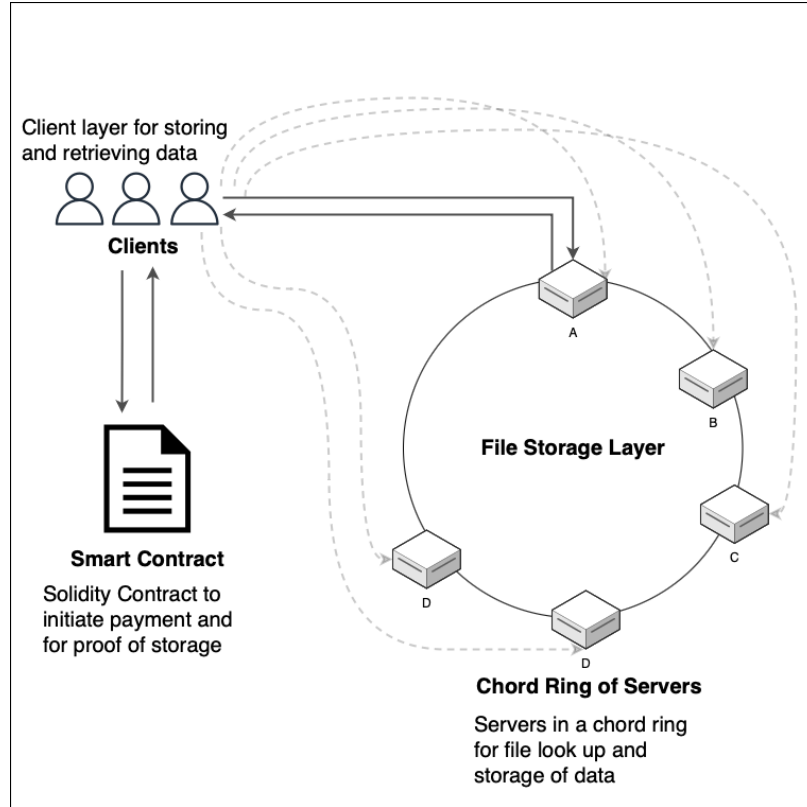 Client layer for storing
and retrieving data
Clients
A
B
File Storage Layer
C
D
D
Smart Contract
Solidity Contract to
initiate payment and
for proof of storage
Chord Ring of Servers
Servers in a chord ring
for file look up and
storage of data